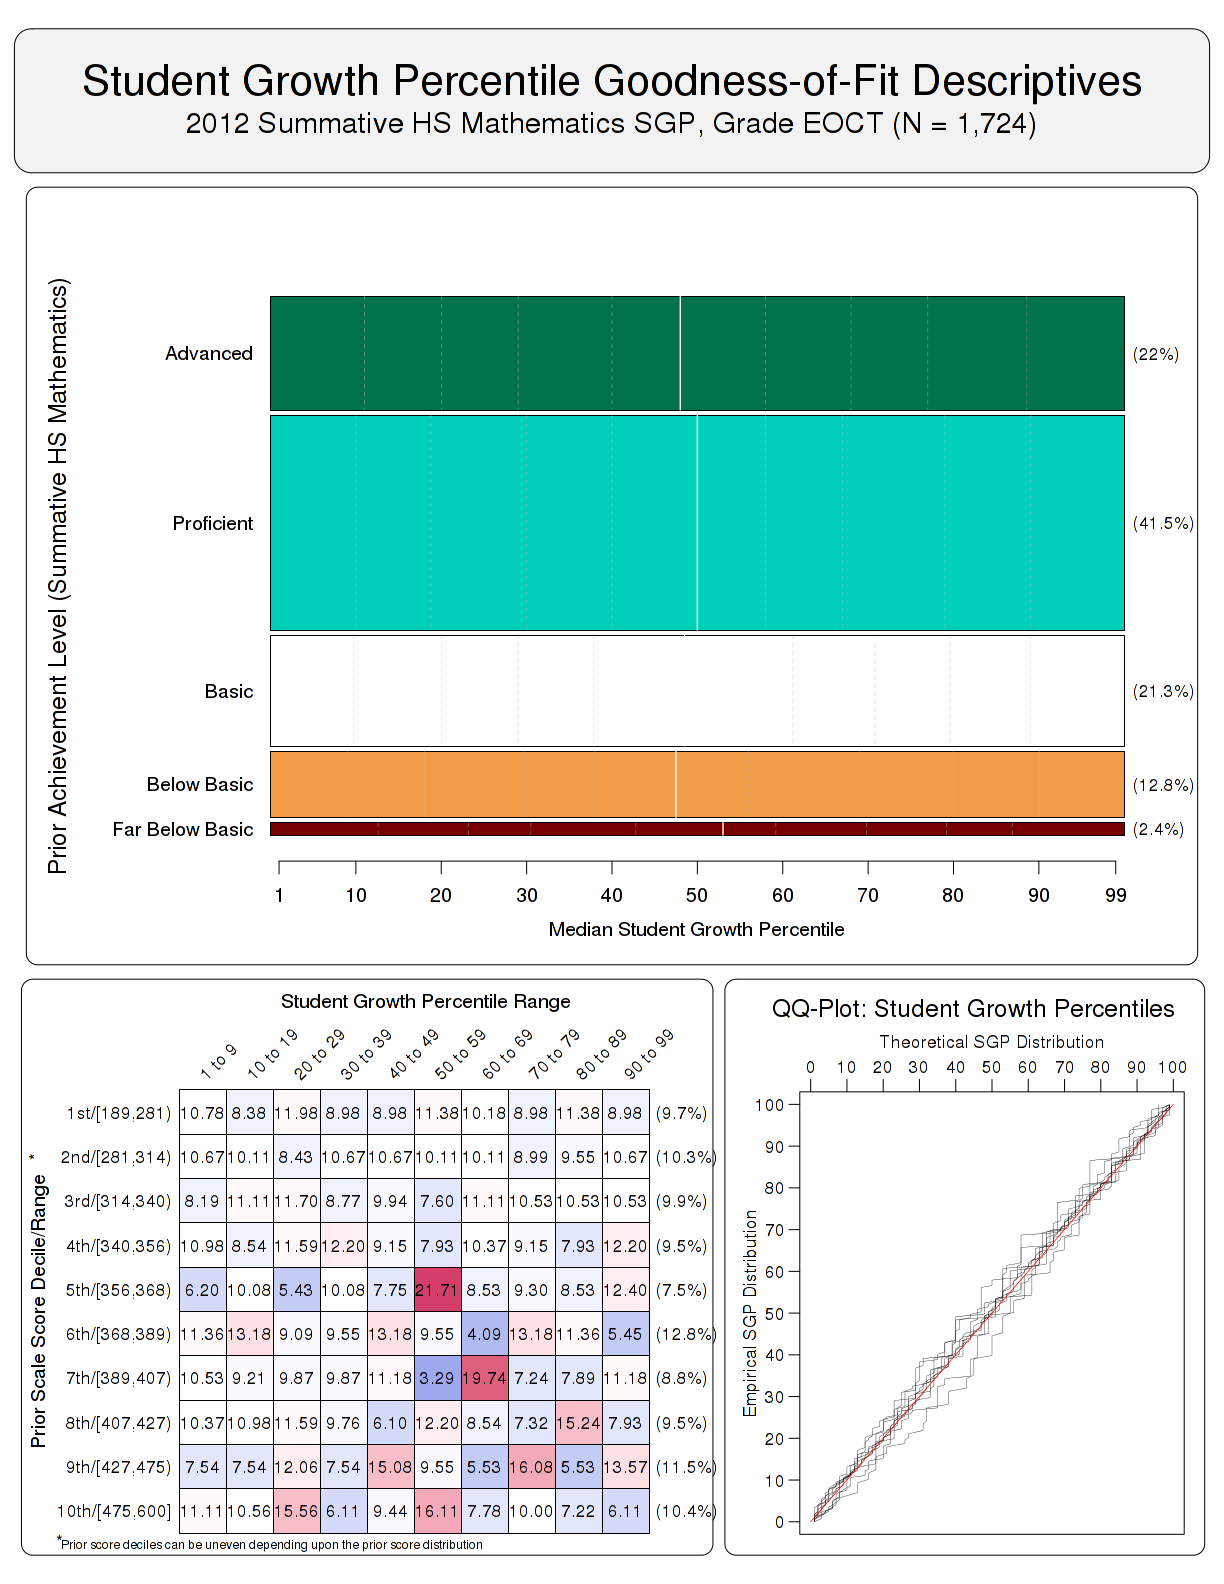 Student Growth Percentile Goodness-of-Fit Descriptives
2012 Summative HS Mathematics SGP, Grade EOCT (N = 1,724)
Prior Achievement Level (Summative HS Mathematics)
Advanced (22%)
Proficient (41.5%)
Basic (21.3%)
Below Basic (12.8%)
Far Below Basic (2.4%)
1 10 20 30 40 50 60 70 80 90 99
Median Student Growth Percentile
Student Growth Percentile Range
1 to 9 10 to 19 20 to 29 30 to 39 40 to 49 50 to 59 60 to 69 70 to 79 80 to 89 90 to 99
Prior Scale Score Decile/Range *
1st/[189,281) 10.78 8.38 11.98 8.98 8.98 11.38 10.18 8.98 11.38 8.98 (9.7%)
2nd/[281,314) 10.67 10.11 8.43 10.67 10.67 10.11 10.11 8.99 9.55 10.67 (10.3%)
3rd/[314,340) 8.19 11.11 11.70 8.77 9.94 7.60 11.11 10.53 10.53 10.53 (9.9%)
4th/[340,356) 10.98 8.54 11.59 12.20 9.15 7.93 10.37 9.15 7.93 12.20 (9.5%)
5th/[356,368) 6.20 10.08 5.43 10.08 7.75 21.71 8.53 9.30 8.53 12.40 (7.5%)
6th/[368,389) 11.36 13.18 9.09 9.55 13.18 9.55 4.09 13.18 11.36 5.45 (12.8%)
7th/[389,407) 10.53 9.21 9.87 9.87 11.18 3.29 19.74 7.24 7.89 11.18 (8.8%)
8th/[407,427) 10.37 10.98 11.59 9.76 6.10 12.20 8.54 7.32 15.24 7.93 (9.5%)
9th/[427,475) 7.54 7.54 12.06 7.54 15.08 9.55 5.53 16.08 5.53 13.57 (11.5%)
10th/[475,600] 11.11 10.56 15.56 6.11 9.44 16.11 7.78 10.00 7.22 6.11 (10.4%)
*Prior score deciles can be uneven depending upon the prior score distribution
QQ-Plot: Student Growth Percentiles
Theoretical SGP Distribution
0 10 20 30 40 50 60 70 80 90 100
Empirical SGP Distribution
100
90
80
70
60
50
40
30
20
10
0